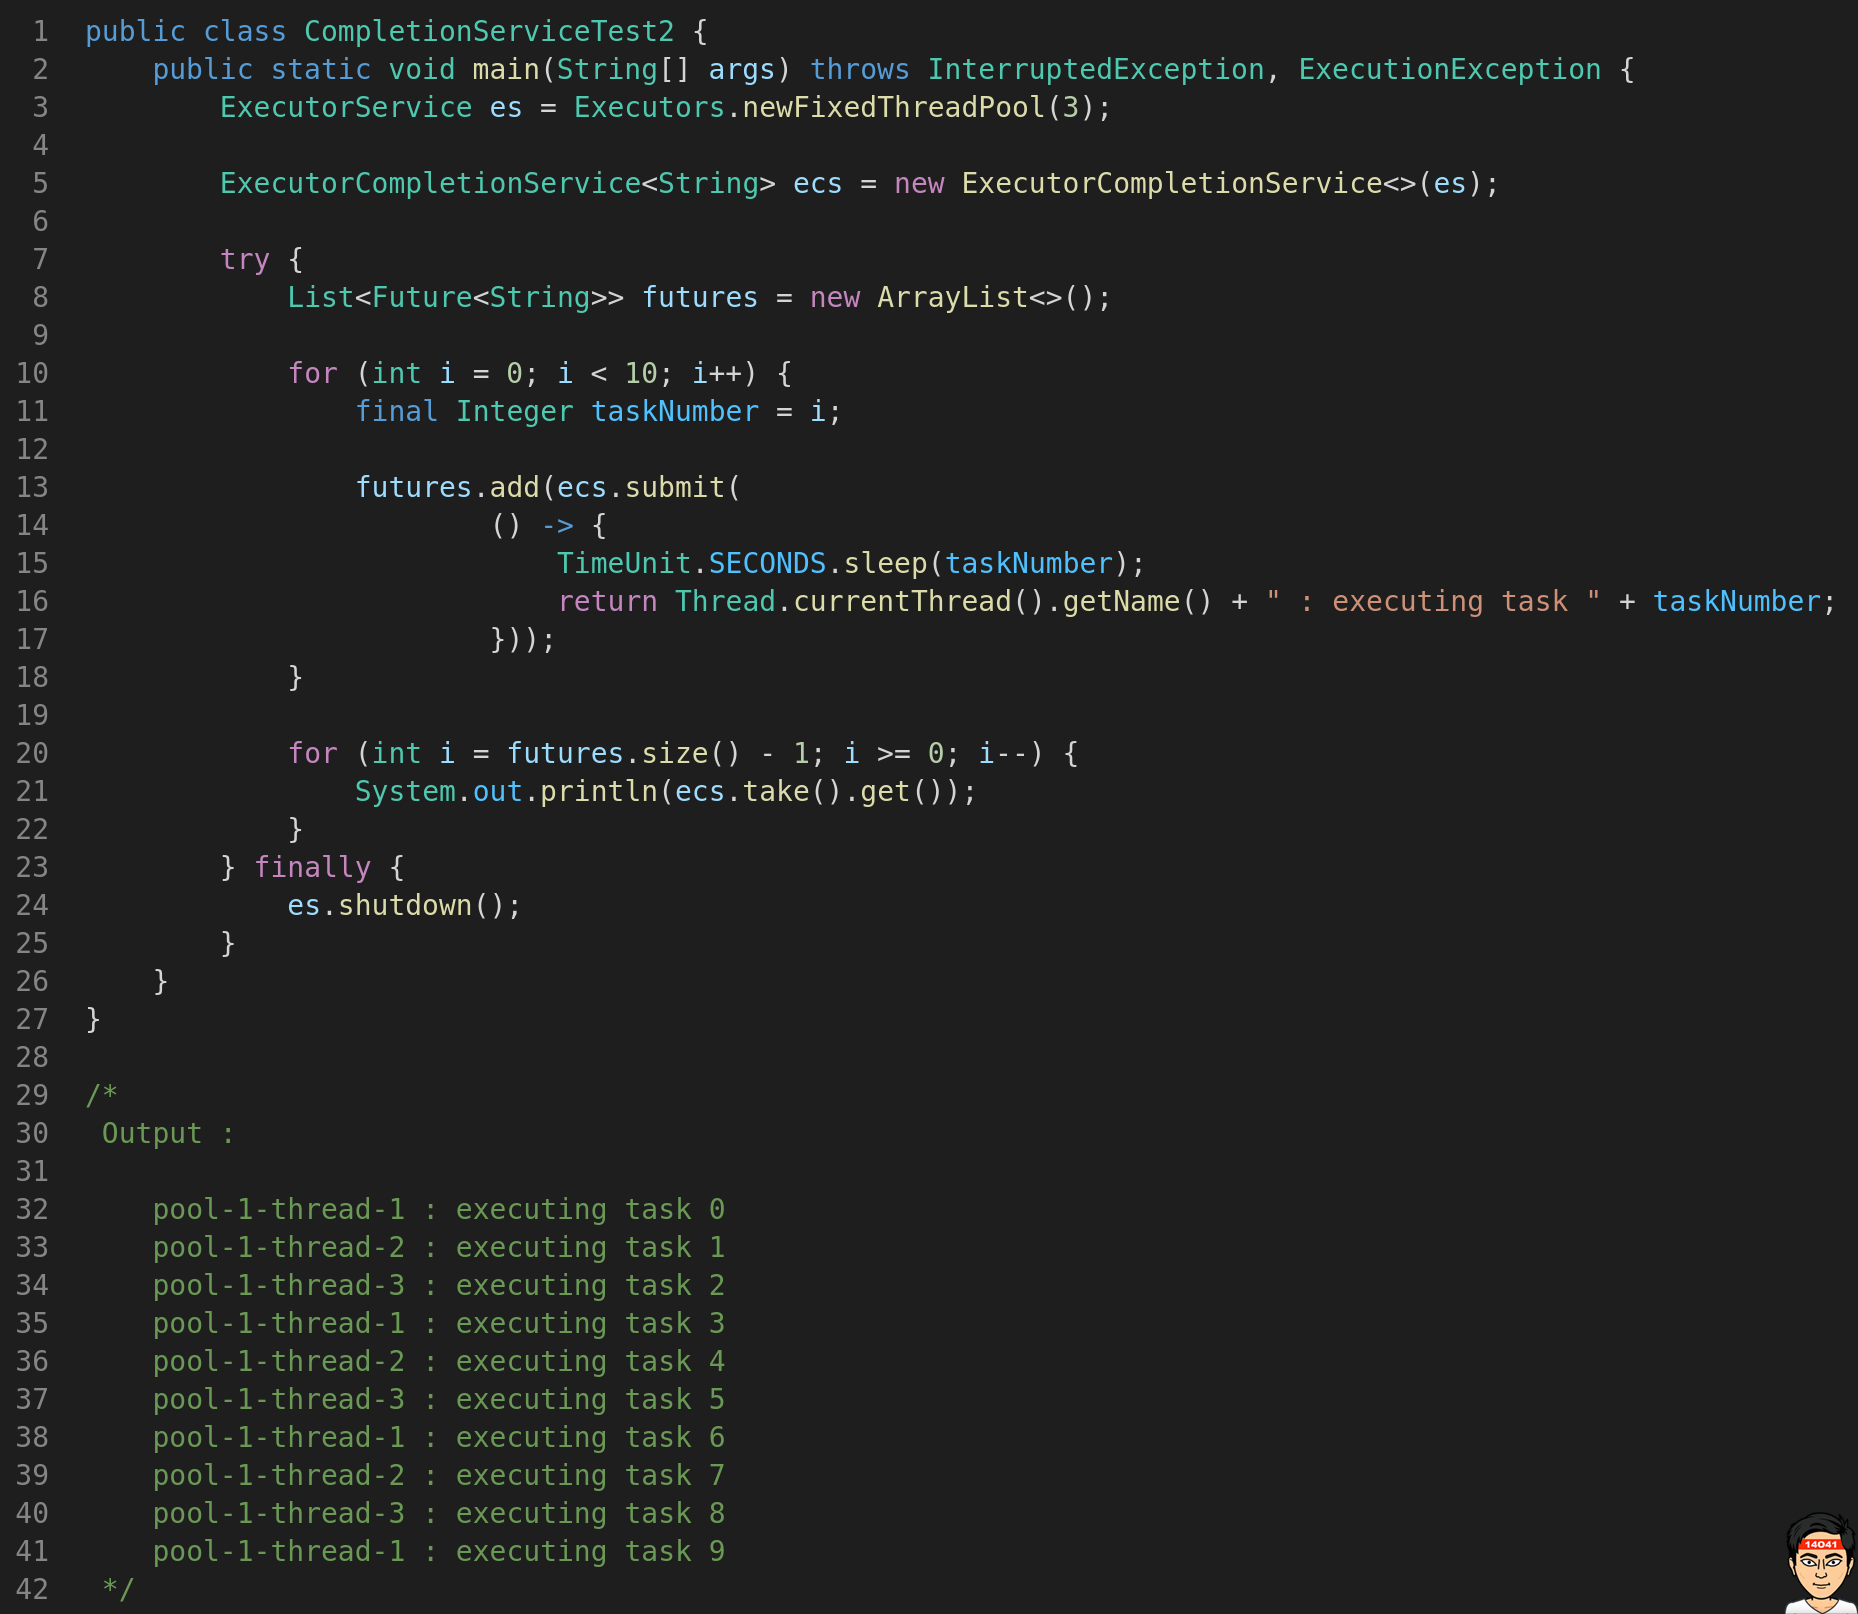 1 public class CompletionServiceTest2 {
2     public static void main(String[] args) throws InterruptedException, ExecutionException {
3         ExecutorService es = Executors.newFixedThreadPool(3);
4
5         ExecutorCompletionService<String> ecs = new ExecutorCompletionService<>(es);
6
7         try {
8             List<Future<String>> futures = new ArrayList<>();
9
10             for (int i = 0; i < 10; i++) {
11                 final Integer taskNumber = i;
12
13                 futures.add(ecs.submit(
14                         () -> {
15                             TimeUnit.SECONDS.sleep(taskNumber);
16                             return Thread.currentThread().getName() + " : executing task " + taskNumber;
17                         }));
18             }
19
20             for (int i = futures.size() - 1; i >= 0; i--) {
21                 System.out.println(ecs.take().get());
22             }
23         } finally {
24             es.shutdown();
25         }
26     }
27 }
28
29 /*
30  Output :
31
32     pool-1-thread-1 : executing task 0
33     pool-1-thread-2 : executing task 1
34     pool-1-thread-3 : executing task 2
35     pool-1-thread-1 : executing task 3
36     pool-1-thread-2 : executing task 4
37     pool-1-thread-3 : executing task 5
38     pool-1-thread-1 : executing task 6
39     pool-1-thread-2 : executing task 7
40     pool-1-thread-3 : executing task 8
41     pool-1-thread-1 : executing task 9
42  */
14041